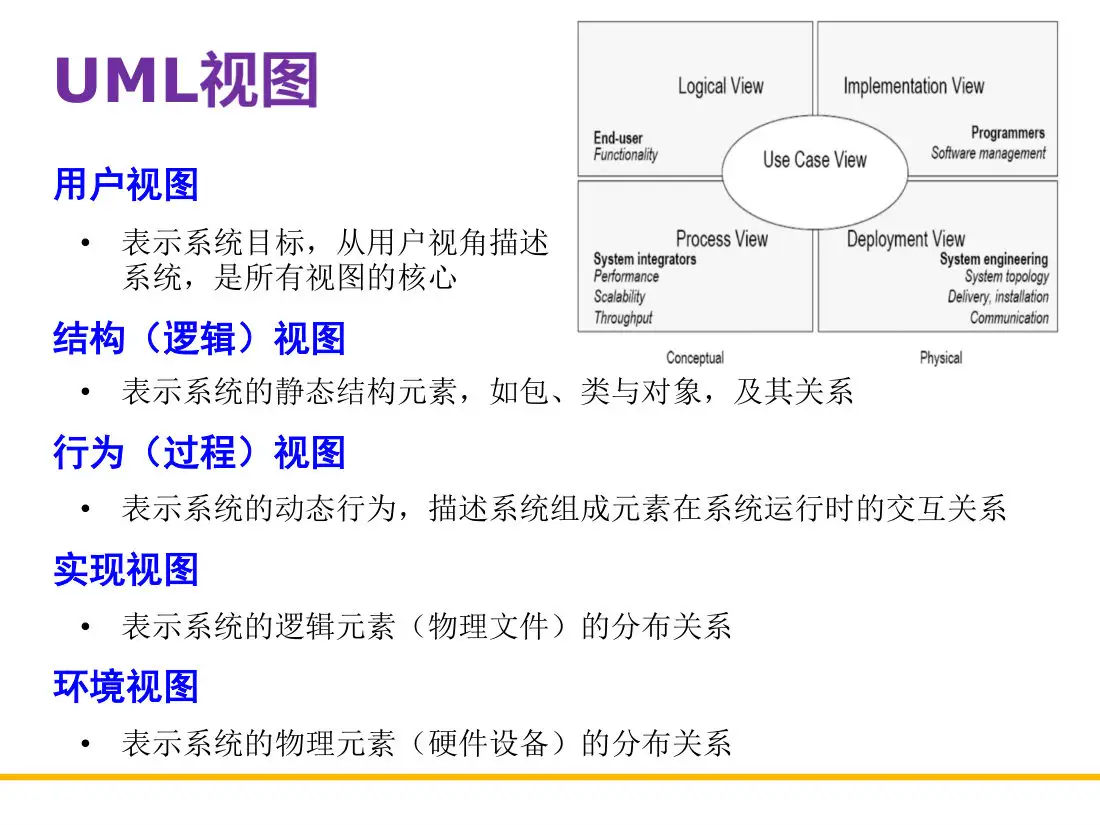 UML视图
用户视图
• 表示系统目标，从用户视角描述
系统，是所有视图的核心
结构（逻辑）视图
• 表示系统的静态结构元素，如包、类与对象，及其关系
行为（过程）视图
• 表示系统的动态行为，描述系统组成元素在系统运行时的交互关系
实现视图
• 表示系统的逻辑元素（物理文件）的分布关系
环境视图
• 表示系统的物理元素（硬件设备）的分布关系
Logical View
End-user
Functionality
Implementation View
Programmers
Software management
Use Case View
Process View
System integrators
Performance
Scalability
Throughput
Deployment View
System engineering
System topology
Delivery, installation
Communication
Conceptual
Physical